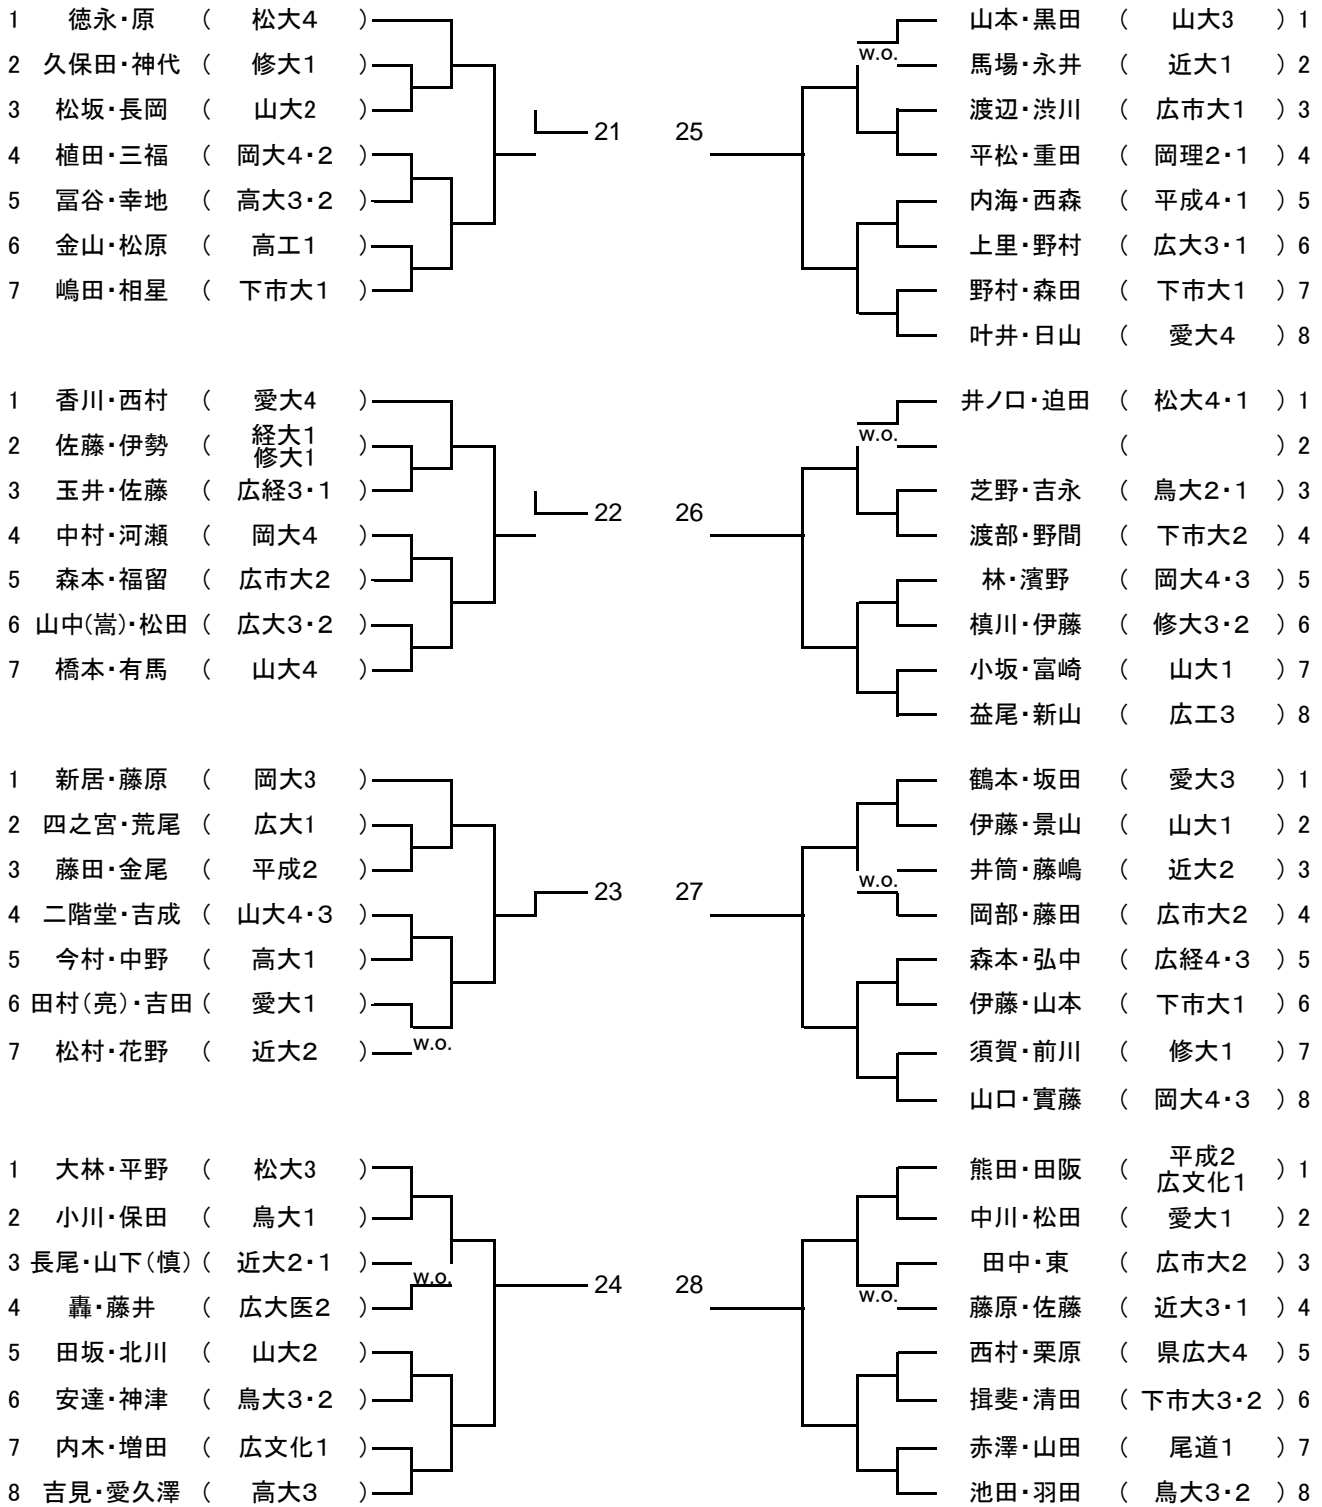 1 徳永・原 ( 松大4 )
2 久保田・神代 ( 修大1 )
3 松坂・長岡 ( 山大2 )
4 植田・三福 ( 岡大4・2 )
5 冨谷・幸地 ( 高大3・2 )
6 金山・松原 ( 高工1 )
7 嶋田・相星 ( 下市大1 )
21
1 香川・西村 ( 愛大4 )
2 佐藤・伊勢 ( 経大1
修大1 )
3 玉井・佐藤 ( 広経3・1 )
4 中村・河瀬 ( 岡大4 )
5 森本・福留 ( 広市大2 )
6 山中(嵩)・松田 ( 広大3・2 )
7 橋本・有馬 ( 山大4 )
22
1 新居・藤原 ( 岡大3 )
2 四之宮・荒尾 ( 広大1 )
3 藤田・金尾 ( 平成2 )
4 二階堂・吉成 ( 山大4・3 )
5 今村・中野 ( 高大1 )
6 田村(亮)・吉田 ( 愛大1 )
7 松村・花野 ( 近大2 ) w.o.
23
1 大林・平野 ( 松大3 )
2 小川・保田 ( 鳥大1 )
3 長尾・山下(慎) ( 近大2・1 )
w.o.
4 轟・藤井 ( 広大医2 )
5 田坂・北川 ( 山大2 )
6 安達・神津 ( 鳥大3・2 )
7 内木・増田 ( 広文化1 )
8 吉見・愛久澤 ( 高大3 )
24
25
山本・黒田 ( 山大3 ) 1
w.o.
馬場・永井 ( 近大1 ) 2
渡辺・渋川 ( 広市大1 ) 3
平松・重田 ( 岡理2・1 ) 4
内海・西森 ( 平成4・1 ) 5
上里・野村 ( 広大3・1 ) 6
野村・森田 ( 下市大1 ) 7
叶井・日山 ( 愛大4 ) 8
26
井ノ口・迫田 ( 松大4・1 ) 1
w.o.
( ) 2
芝野・吉永 ( 鳥大2・1 ) 3
渡部・野間 ( 下市大2 ) 4
林・濱野 ( 岡大4・3 ) 5
槙川・伊藤 ( 修大3・2 ) 6
小坂・富崎 ( 山大1 ) 7
益尾・新山 ( 広工3 ) 8
27
鶴本・坂田 ( 愛大3 ) 1
伊藤・景山 ( 山大1 ) 2
井筒・藤嶋 ( 近大2 ) 3
w.o.
岡部・藤田 ( 広市大2 ) 4
森本・弘中 ( 広経4・3 ) 5
伊藤・山本 ( 下市大1 ) 6
須賀・前川 ( 修大1 ) 7
山口・實藤 ( 岡大4・3 ) 8
28
熊田・田阪 ( 平成2
広文化1 ) 1
中川・松田 ( 愛大1 ) 2
田中・東 ( 広市大2 ) 3
w.o.
藤原・佐藤 ( 近大3・1 ) 4
西村・栗原 ( 県広大4 ) 5
揖斐・清田 ( 下市大3・2 ) 6
赤澤・山田 ( 尾道1 ) 7
池田・羽田 ( 鳥大3・2 ) 8